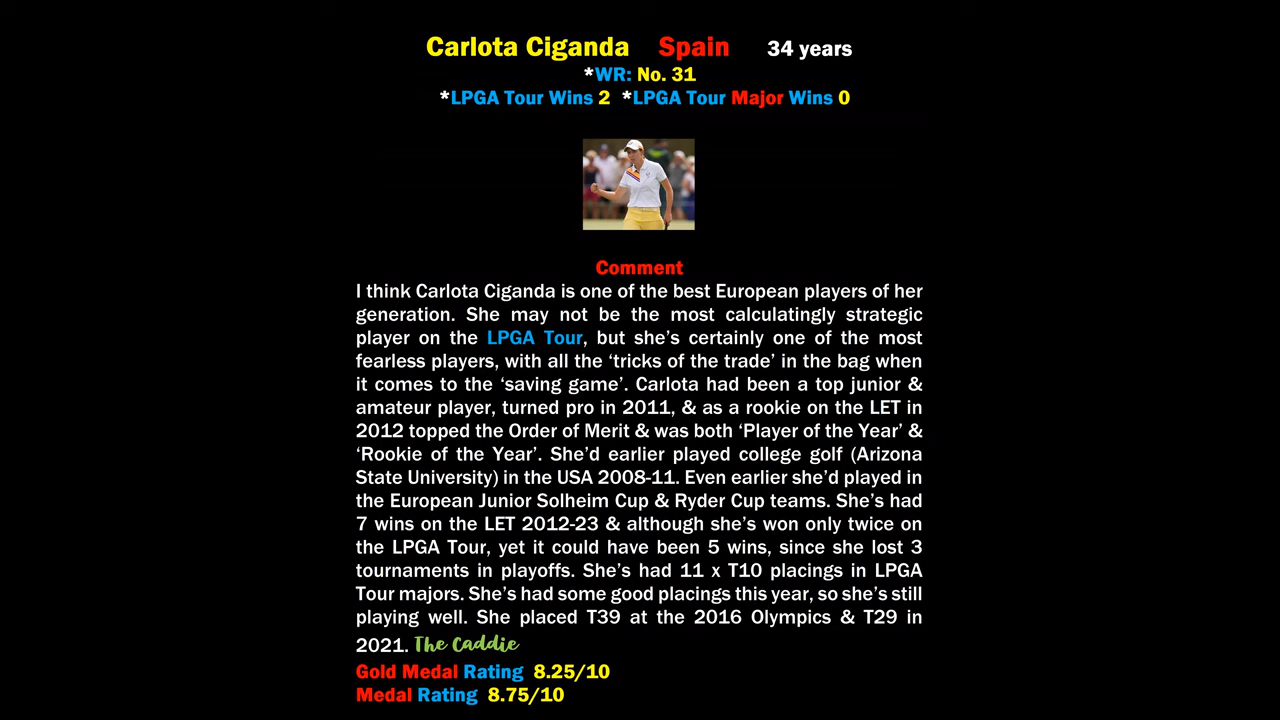 Carlota Ciganda Spain 34 years
*WR: No. 31
*LPGA Tour Wins 2 *LPGA Tour Major Wins 0
Comment
I think Carlota Ciganda is one of the best European players of her
generation. She may not be the most calculatingly strategic
player on the LPGA Tour, but she’s certainly one of the most
fearless players, with all the ‘tricks of the trade’ in the bag when
it comes to the ‘saving game’. Carlota had been a top junior &
amateur player, turned pro in 2011, & as a rookie on the LET in
2012 topped the Order of Merit & was both ‘Player of the Year’ &
‘Rookie of the Year’. She’d earlier played college golf (Arizona
State University) in the USA 2008-11. Even earlier she’d played in
the European Junior Solheim Cup & Ryder Cup teams. She’s had
7 wins on the LET 2012-23 & although she’s won only twice on
the LPGA Tour, yet it could have been 5 wins, since she lost 3
tournaments in playoffs. She’s had 11 x T10 placings in LPGA
Tour majors. She’s had some good placings this year, so she’s still
playing well. She placed T39 at the 2016 Olympics & T29 in
2021. The Caddie
Gold Medal Rating 8.25/10
Medal Rating 8.75/10